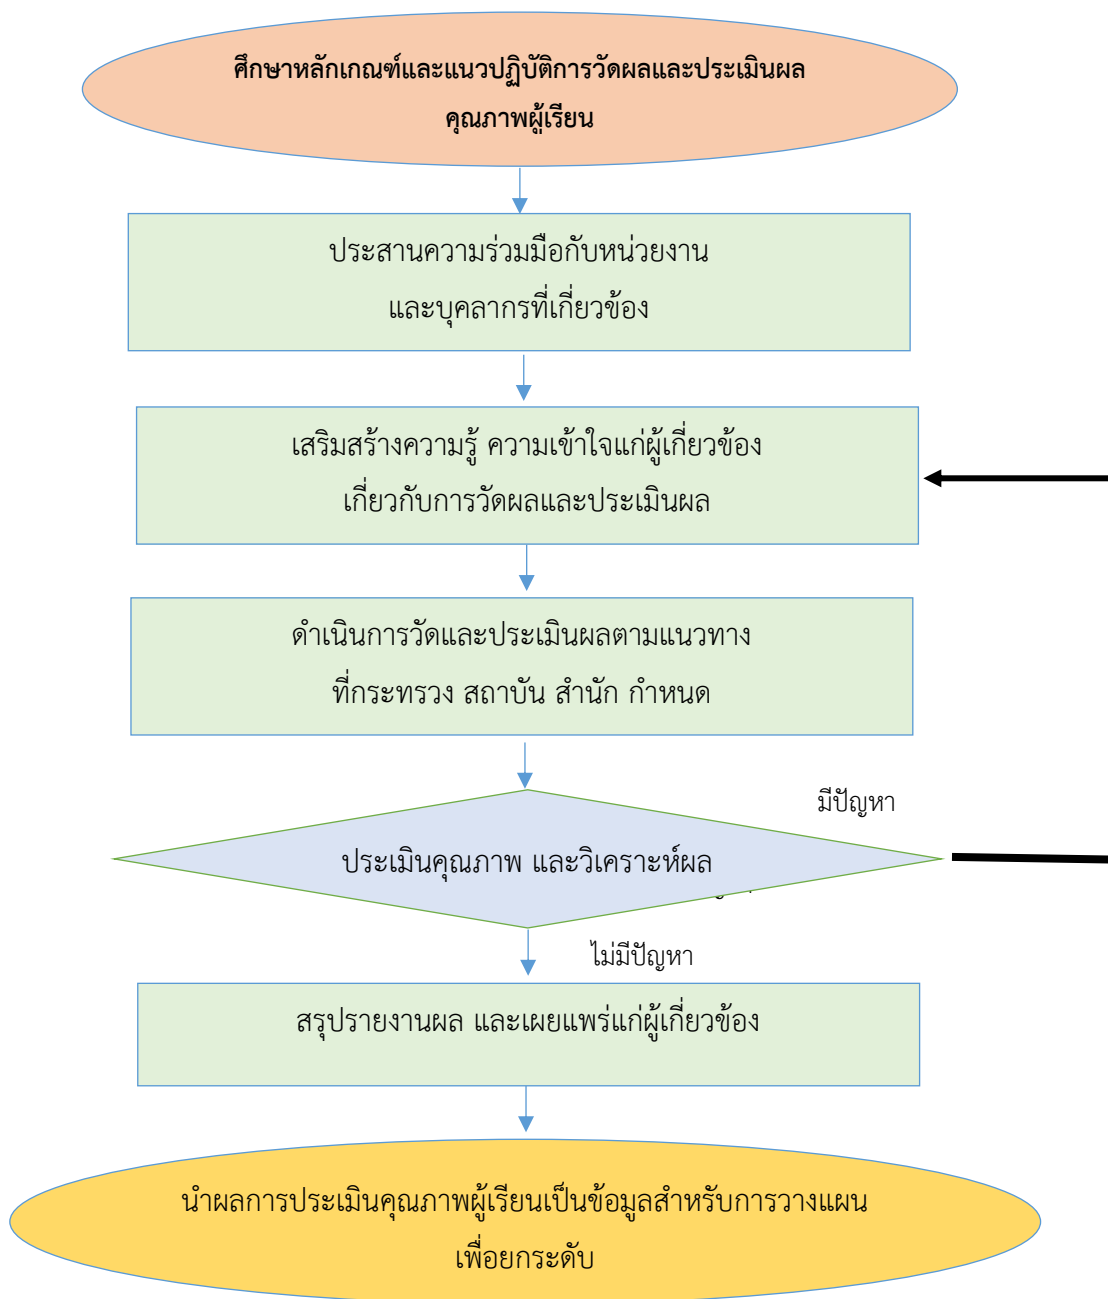 ศึกษาหลักเกณฑ์และแนวปฏิบัติการวัดผลและประเมินผล
คุณภาพผู้เรียน
ประสานความร่วมมือกับหน่วยงาน
และบุคลากรที่เกี่ยวข้อง
เสริมสร้างความรู้ ความเข้าใจแก่ผู้เกี่ยวข้อง
เกี่ยวกับการวัดผลและประเมินผล
ดำเนินการวัดและประเมินผลตามแนวทาง
ที่กระทรวง สถาบัน สำนัก กำหนด
มีปัญหา
ประเมินคุณภาพ และวิเคราะห์ผล
ไม่มีปัญหา
สรุปรายงานผล และเผยแพร่แก่ผู้เกี่ยวข้อง
นำผลการประเมินคุณภาพผู้เรียนเป็นข้อมูลสำหรับการวางแผน
เพื่อยกระดับ